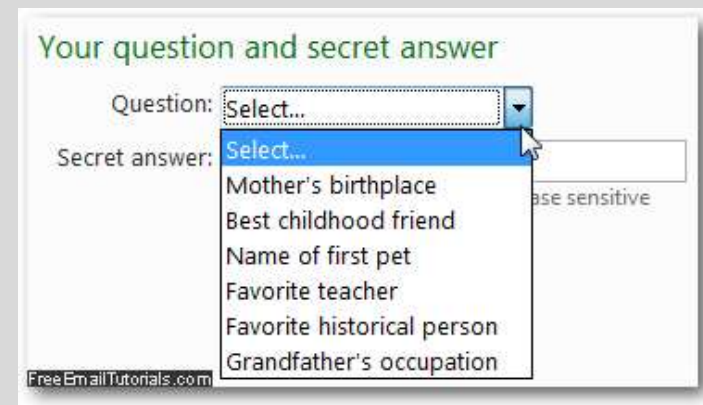 Your question and secret answer
Question: Select...
Select...
Secret answer:
Mother's birthplace
ase sensitive
Best childhood friend
Name of first pet
Favorite teacher
Favorite historical person
Grandfather's occupation
FreeEmailTutorials.com